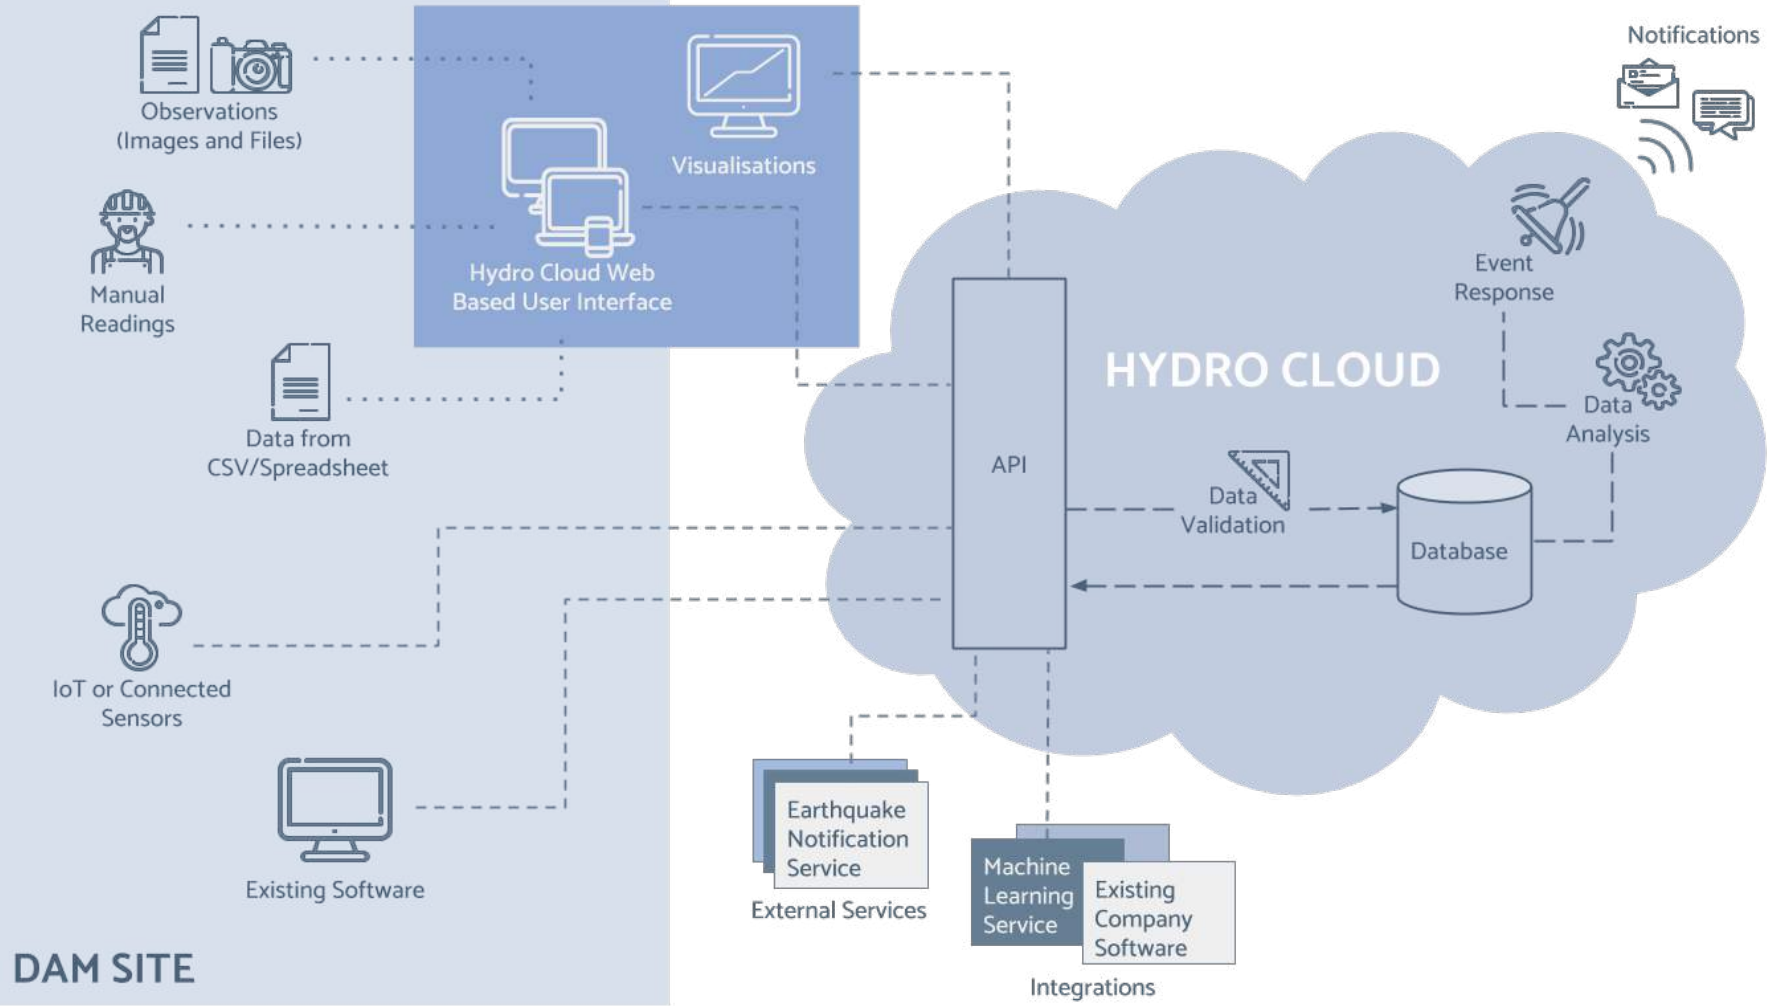 Notifications
Observations
(Images and Files)
Visualisations
Hydro Cloud Web
Based User Interface
Manual
Readings
Event
Response
HYDRO CLOUD
Data
Analysis
Data from
CSV/Spreadsheet
API
Data
Validation
Database
IoT or Connected
Sensors
Existing Software
Earthquake
Notification
Service
External Services
Machine
Learning
Service
Existing
Company
Software
Integrations
DAM SITE